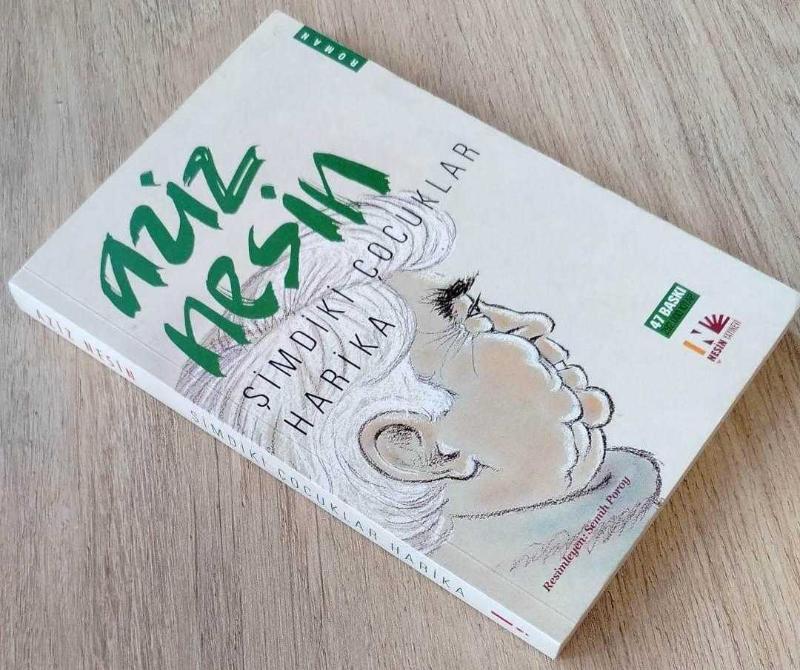 ROMAN
aziz
nesin
ŞİMDİKİ ÇOCUKLAR
HARİKA
47 BASKI
NESİN YAYINEVİ
Resimleyen: Semih Poroy
AZİZ NESİN
ŞİMDİKİ ÇOCUKLAR HARİKA